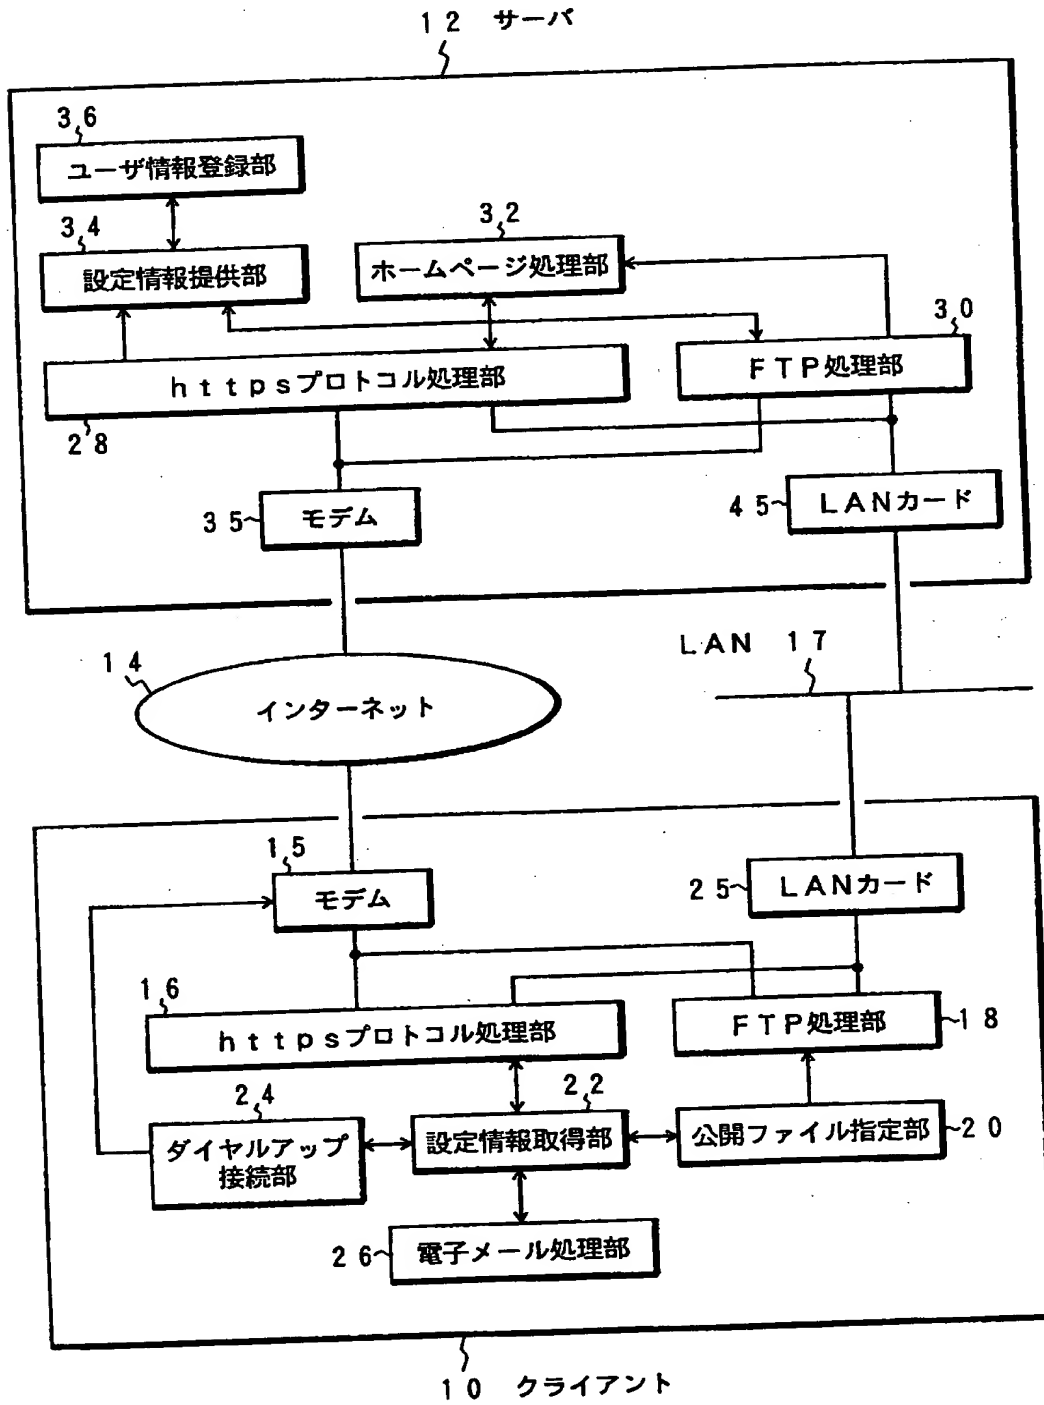 12 サーバ
36
ユーザ情報登録部
34
設定情報提供部
32
ホームページ処理部
30
FTP処理部
httpsプロトコル処理部
28
35
モデム
45
LANカード
LAN 17
14
インターネット
15
モデム
25
LANカード
16
httpsプロトコル処理部
FTP処理部
18
24
ダイヤルアップ
接続部
22
設定情報取得部
公開ファイル指定部
20
26
電子メール処理部
10 クライアント